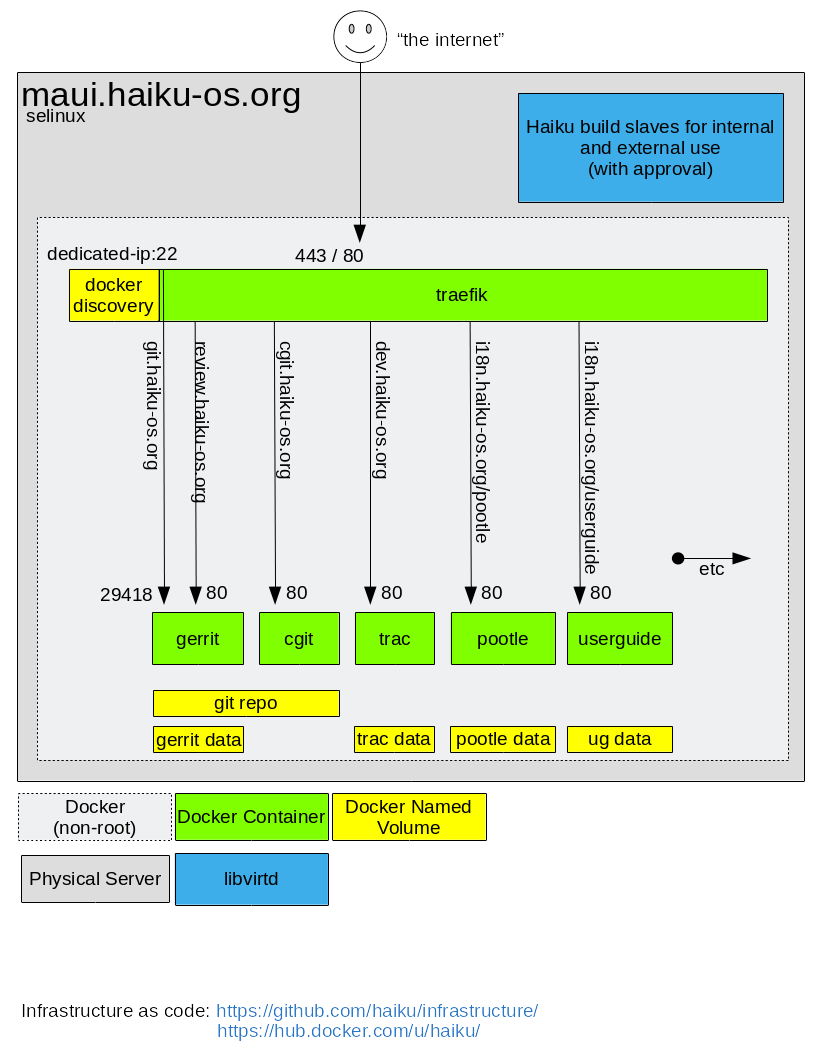 “the internet”
maui.haiku-os.org
selinux
Haiku build slaves for internal
and external use
(with approval)
dedicated-ip:22
443 / 80
docker
discovery
traefik
git.haiku-os.org
review.haiku-os.org
cgit.haiku-os.org
dev.haiku-os.org
i18n.haiku-os.org/pootle
i18n.haiku-os.org/userguide
etc
29418
80
80
80
80
80
gerrit
cgit
trac
pootle
userguide
git repo
gerrit data
trac data
pootle data
ug data
Docker
(non-root)
Docker Container
Docker Named
Volume
Physical Server
libvirtd
Infrastructure as code: https://github.com/haiku/infrastructure/
https://hub.docker.com/u/haiku/